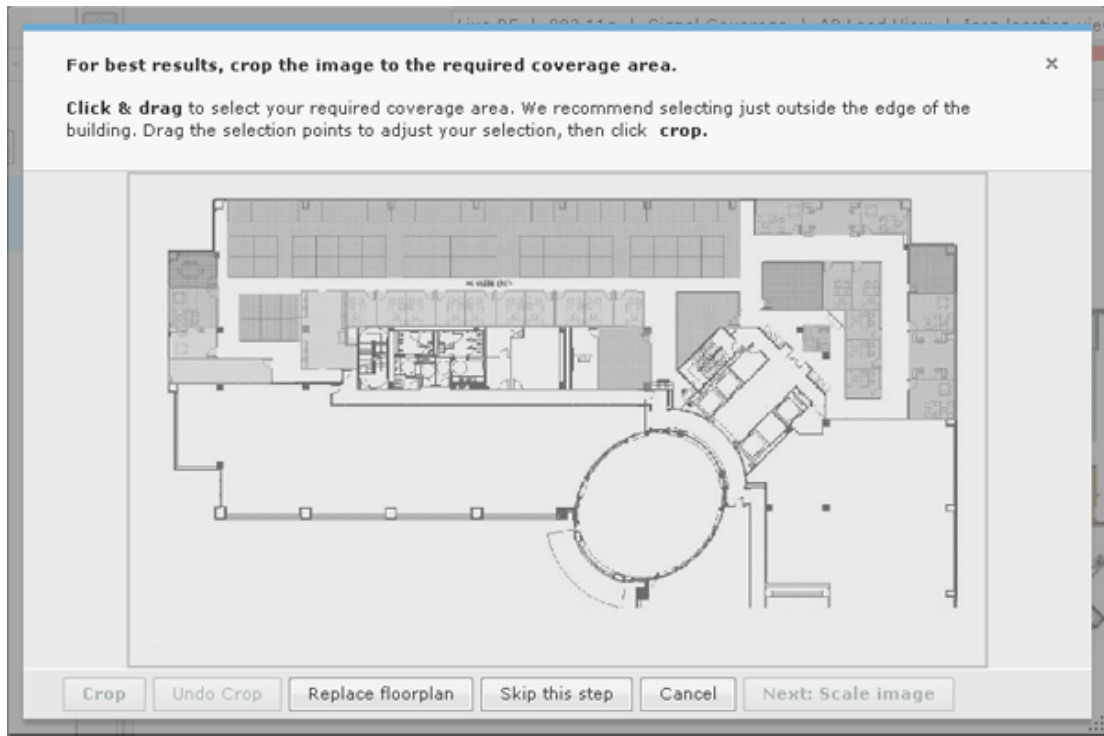 For best results, crop the image to the required coverage area.
Click & drag to select your required coverage area. We recommend selecting just outside the edge of the
building. Drag the selection points to adjust your selection, then click crop.
Crop
Undo Crop
Replace floorplan
Skip this step
Cancel
Next: Scale image